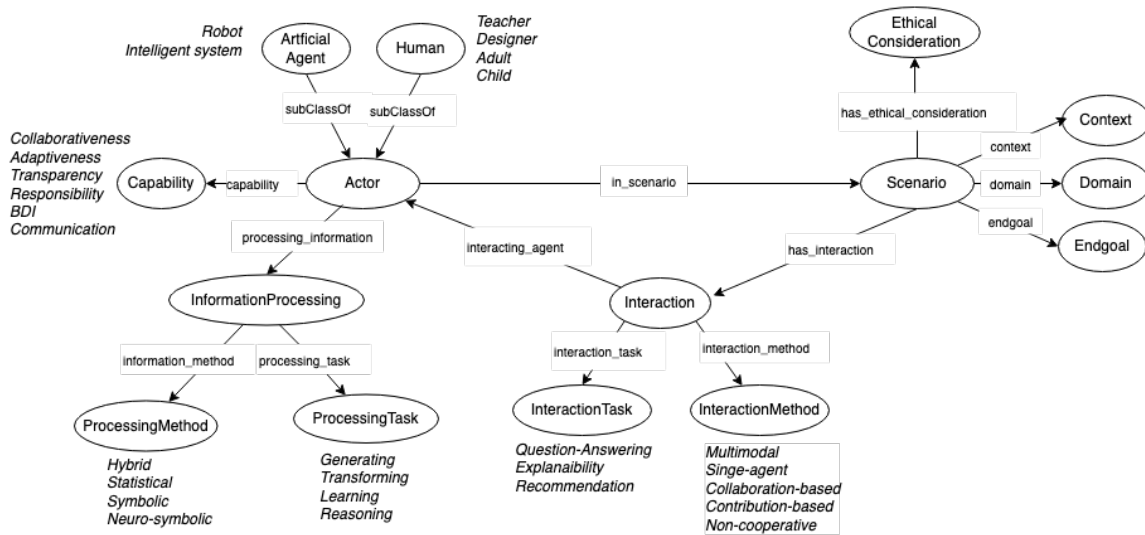 Robot
Intelligent system
Artficial
Agent
Human
Teacher
Designer
Adult
Child
Ethical
Consideration
subClassOf
subClassOf
has_ethical_consideration
Context
context
Collaborativeness
Adaptiveness
Transparency
Responsibility
BDI
Communication
Capability
capability
Actor
in_scenario
Scenario
domain
Domain
endgoal
Endgoal
processing_information
interacting_agent
has_interaction
InformationProcessing
Interaction
information_method
processing_task
interaction_task
interaction_method
ProcessingMethod
ProcessingTask
InteractionTask
InteractionMethod
Hybrid
Statistical
Symbolic
Neuro-symbolic
Generating
Transforming
Learning
Reasoning
Question-Answering
Explanaibility
Recommendation
Multimodal
Singe-agent
Collaboration-based
Contribution-based
Non-cooperative